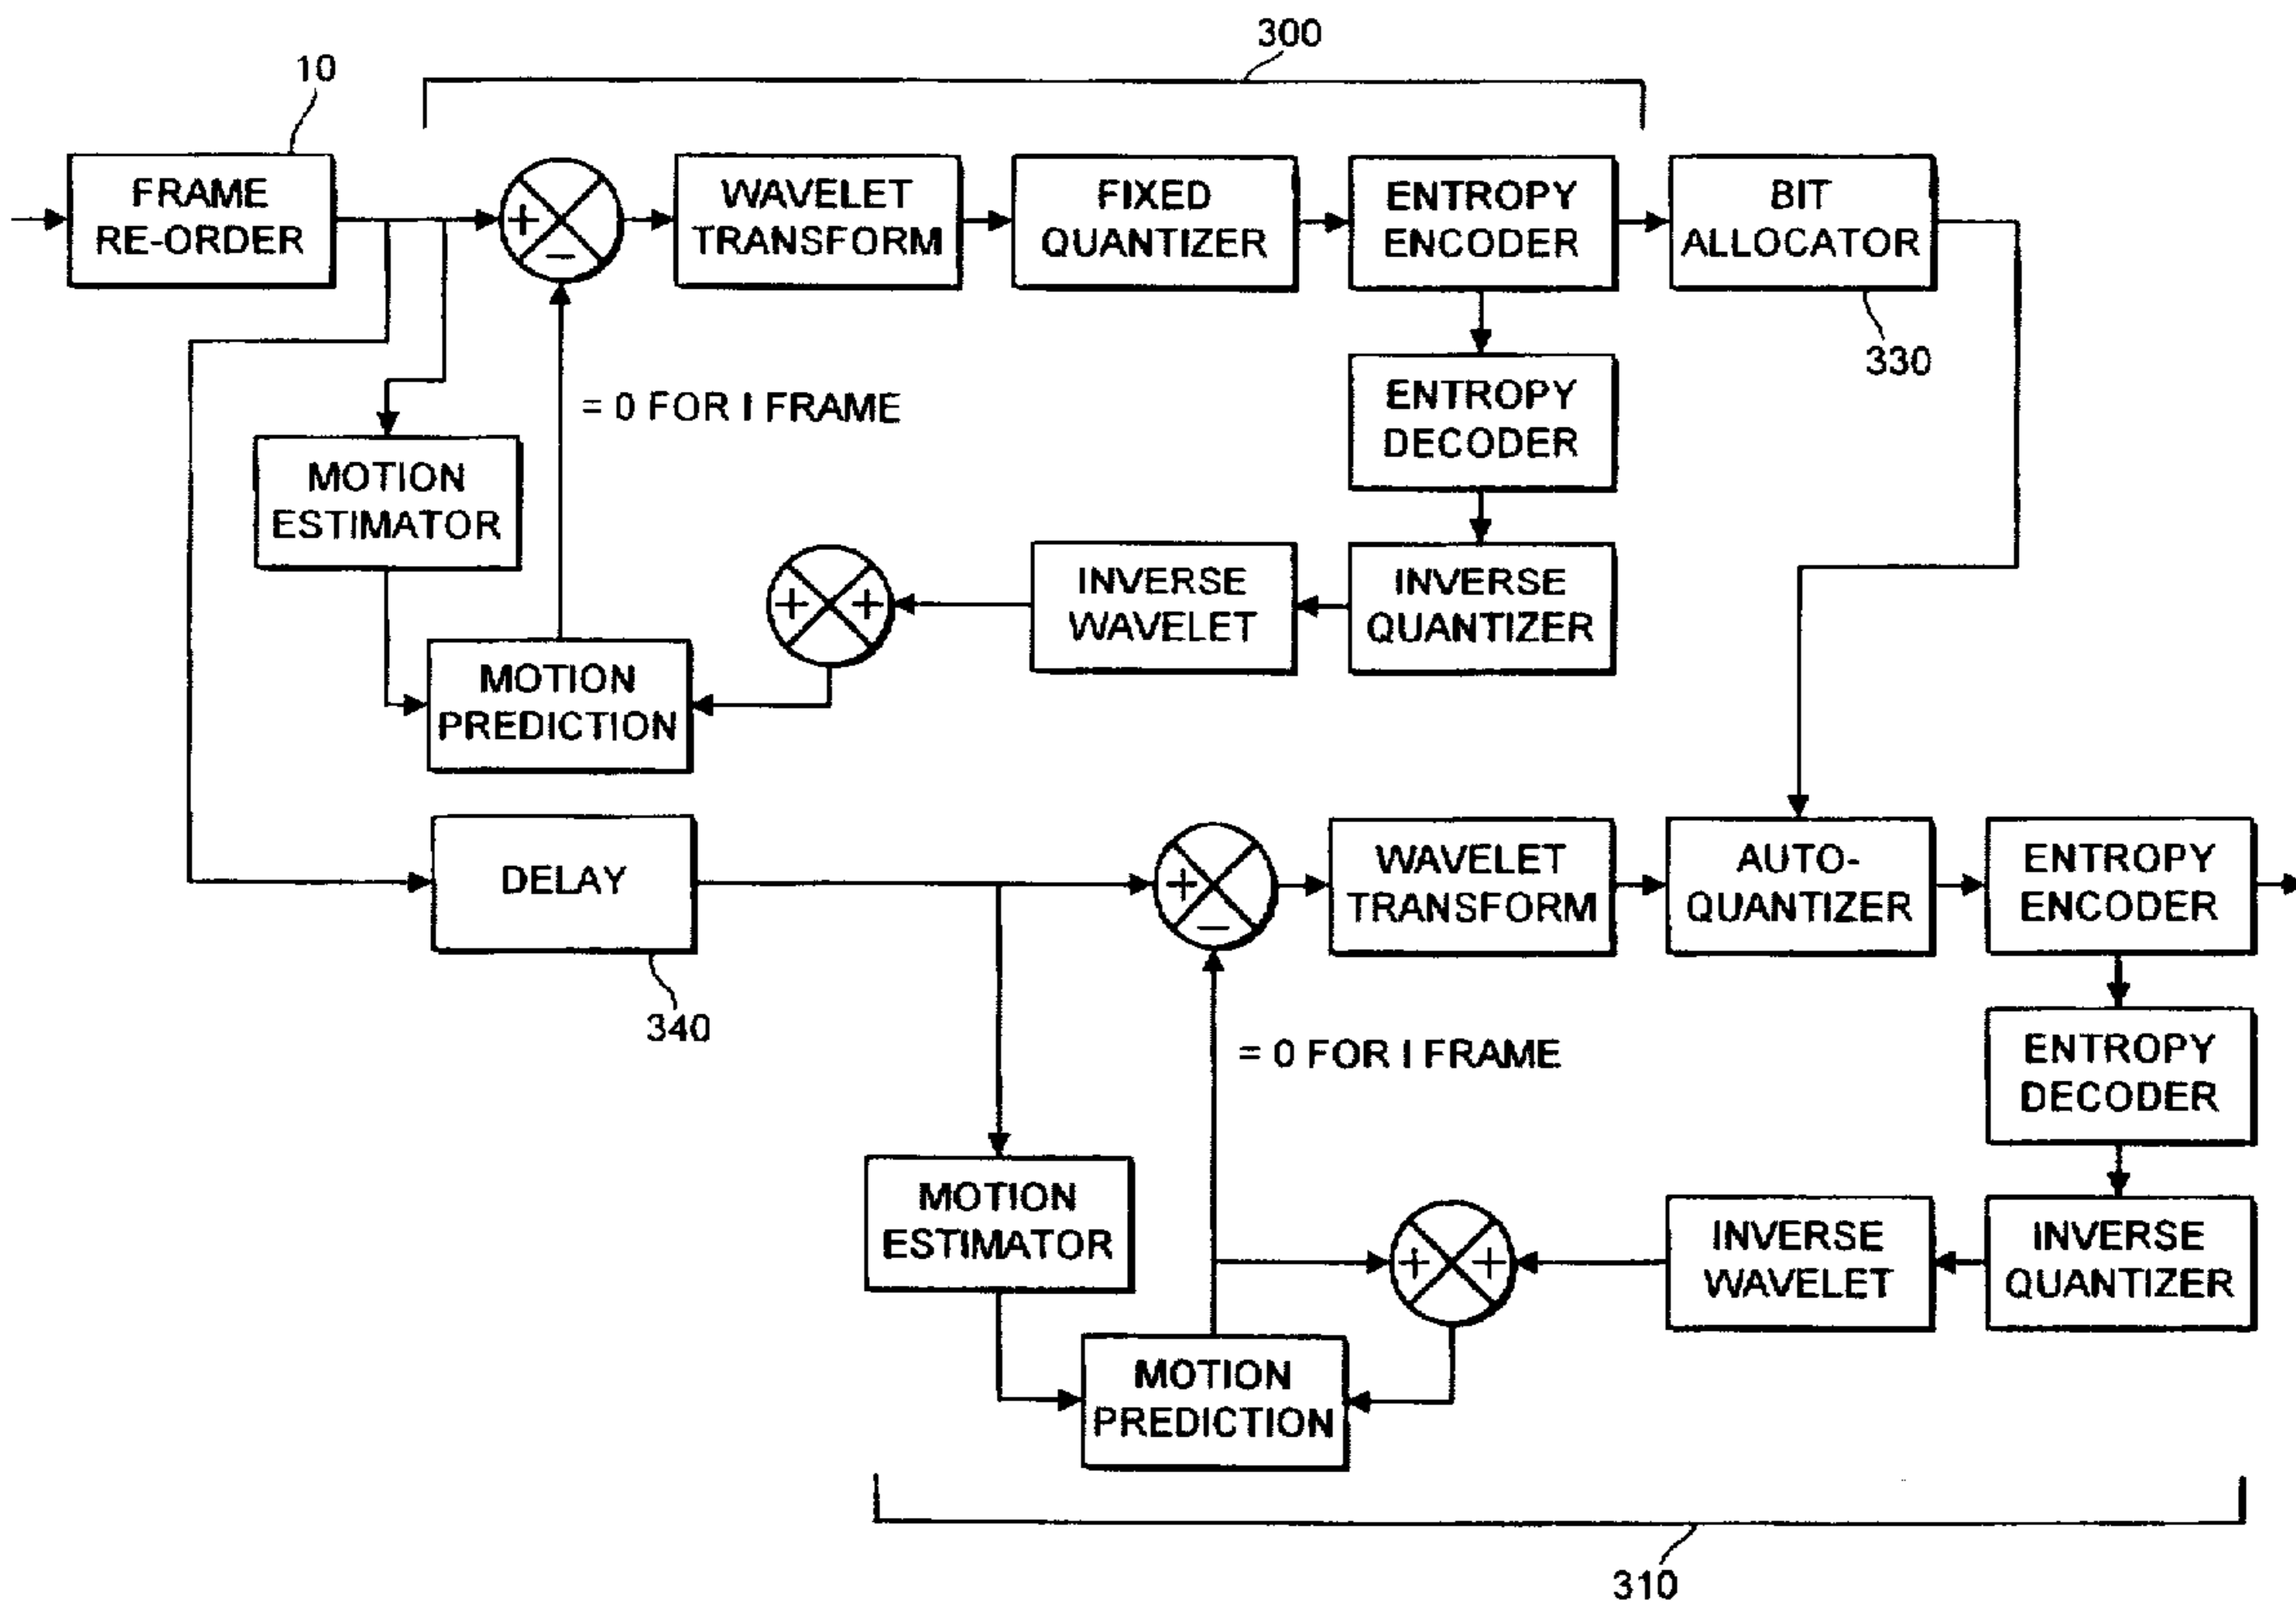 300
10
FRAME
RE-ORDER
+
−
WAVELET
TRANSFORM
FIXED
QUANTIZER
ENTROPY
ENCODER
BIT
ALLOCATOR
330
= 0 FOR I FRAME
ENTROPY
DECODER
MOTION
ESTIMATOR
+ +
INVERSE
WAVELET
INVERSE
QUANTIZER
MOTION
PREDICTION
DELAY
340
+
−
WAVELET
TRANSFORM
AUTO-
QUANTIZER
ENTROPY
ENCODER
= 0 FOR I FRAME
ENTROPY
DECODER
MOTION
ESTIMATOR
+ +
INVERSE
WAVELET
INVERSE
QUANTIZER
MOTION
PREDICTION
310